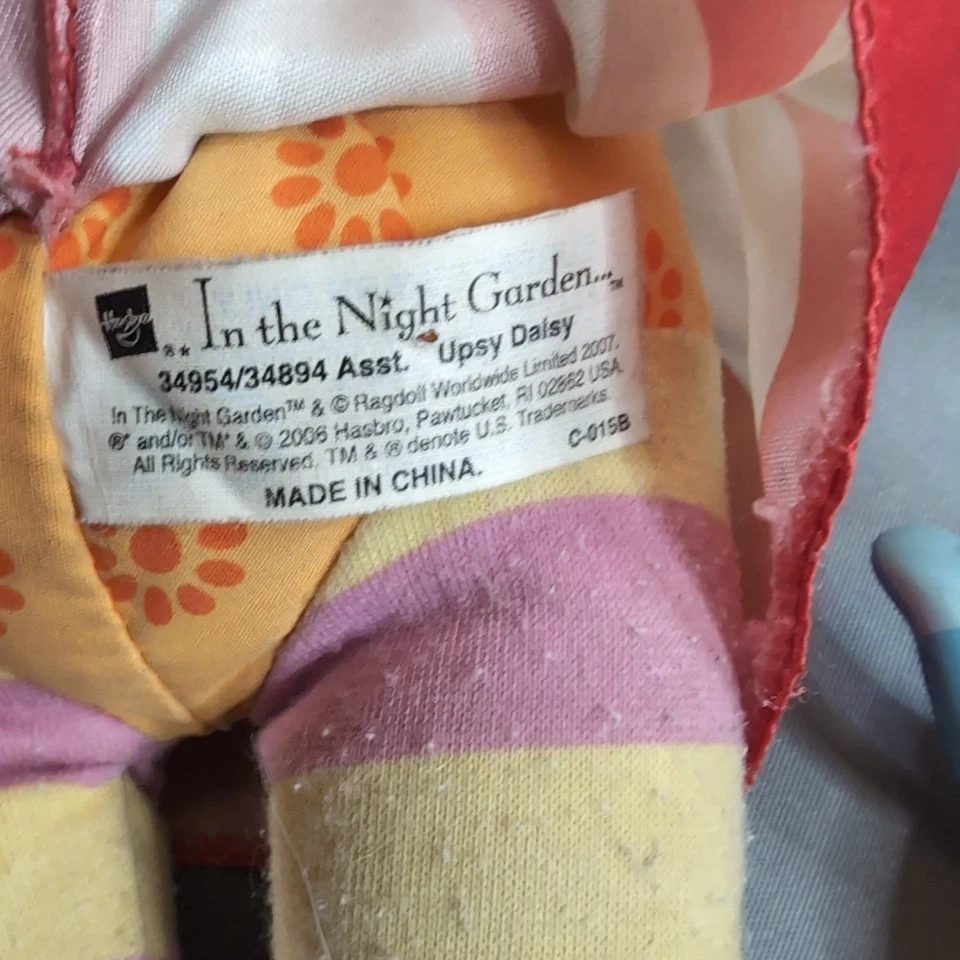 Hasbro
®* In the Night Garden...™
34954/34894 Asst. Upsy Daisy
In The Night Garden™ & © Ragdoll Worldwide Limited 2007.
®* and/or TM* & © 2006 Hasbro, Pawtucket, RI 02862 USA.
All Rights Reserved. TM & ® denote U.S. Trademarks.
C-015B
MADE IN CHINA.